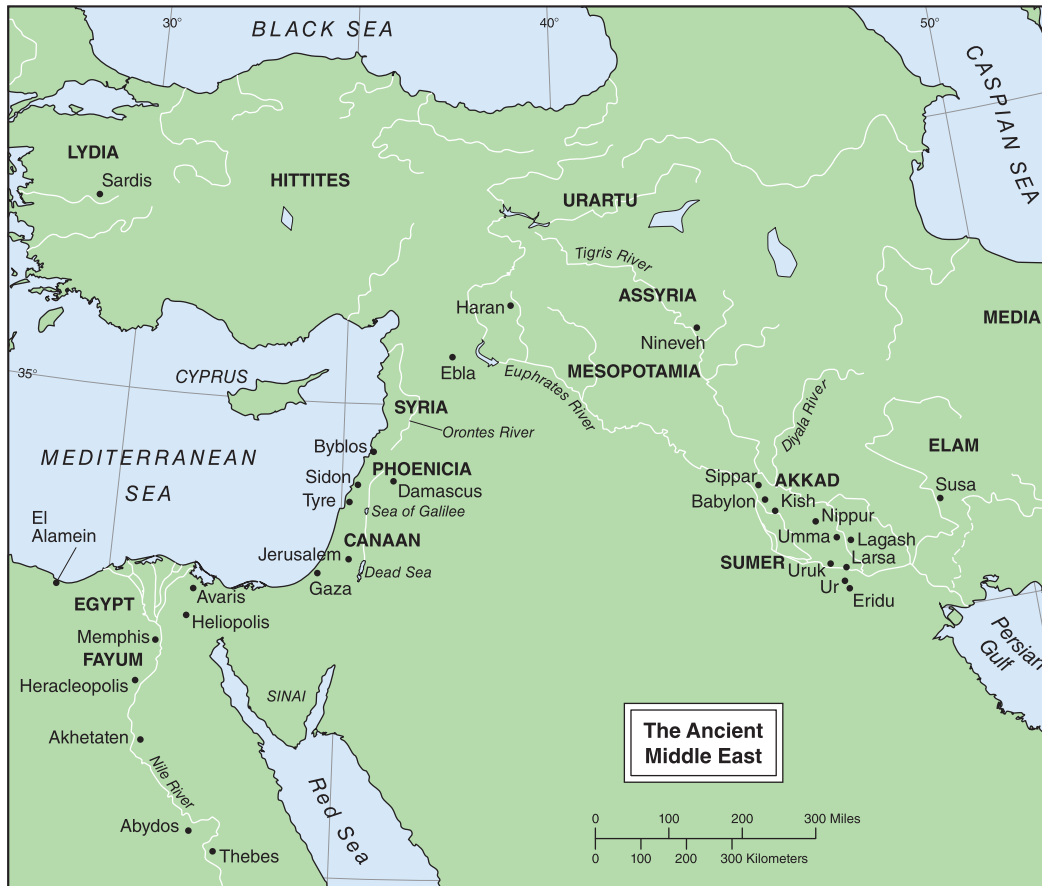 30°
40°
50°
BLACK SEA
CASPIAN SEA
LYDIA
Sardis
HITTITES
URARTU
Tigris River
ASSYRIA
Haran
Nineveh
MEDIA
35°
CYPRUS
Ebla
MESOPOTAMIA
Euphrates River
SYRIA
Orontes River
Diyala River
MEDITERRANEAN
SEA
Byblos
PHOENICIA
Sidon
Damascus
Tyre
Sea of Galilee
ELAM
Susa
Sippar
AKKAD
Babylon
Kish
Nippur
Umma
Lagash
El
Alamein
CANAAN
Jerusalem
Dead Sea
Gaza
SUMER
Uruk
Larsa
Ur
Eridu
EGYPT
Avaris
Heliopolis
Memphis
FAYUM
Heracleopolis
SINAI
Persian
Gulf
Akhetaten
Nile River
Red Sea
Abydos
Thebes
The Ancient
Middle East
0 100 200 300 Miles
0 100 200 300 Kilometers